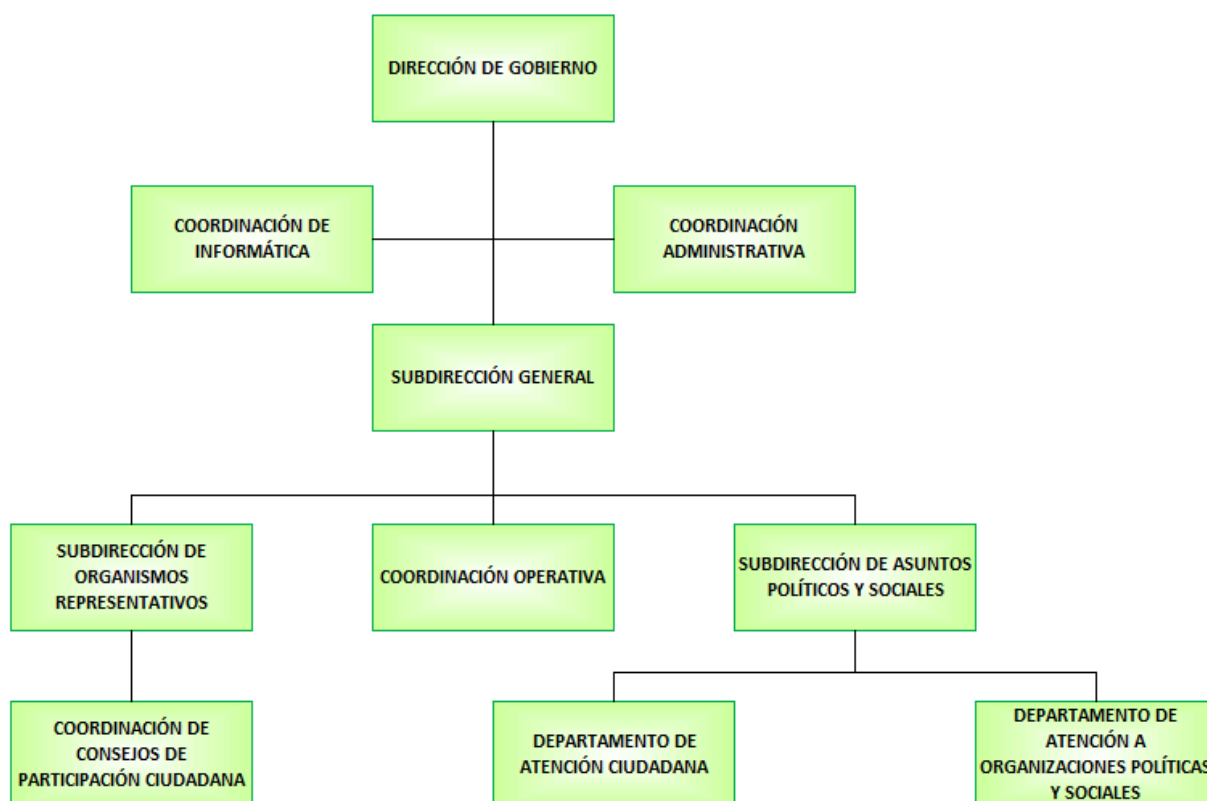 DIRECCIÓN DE GOBIERNO
COORDINACIÓN DE
INFORMÁTICA
COORDINACIÓN
ADMINISTRATIVA
SUBDIRECCIÓN GENERAL
SUBDIRECCIÓN DE
ORGANISMOS
REPRESENTATIVOS
COORDINACIÓN OPERATIVA
SUBDIRECCIÓN DE ASUNTOS
POLÍTICOS Y SOCIALES
COORDINACIÓN DE
CONSEJOS DE
PARTICIPACIÓN CIUDADANA
DEPARTAMENTO DE
ATENCIÓN CIUDADANA
DEPARTAMENTO DE
ATENCIÓN A
ORGANIZACIONES POLÍTICAS
Y SOCIALES